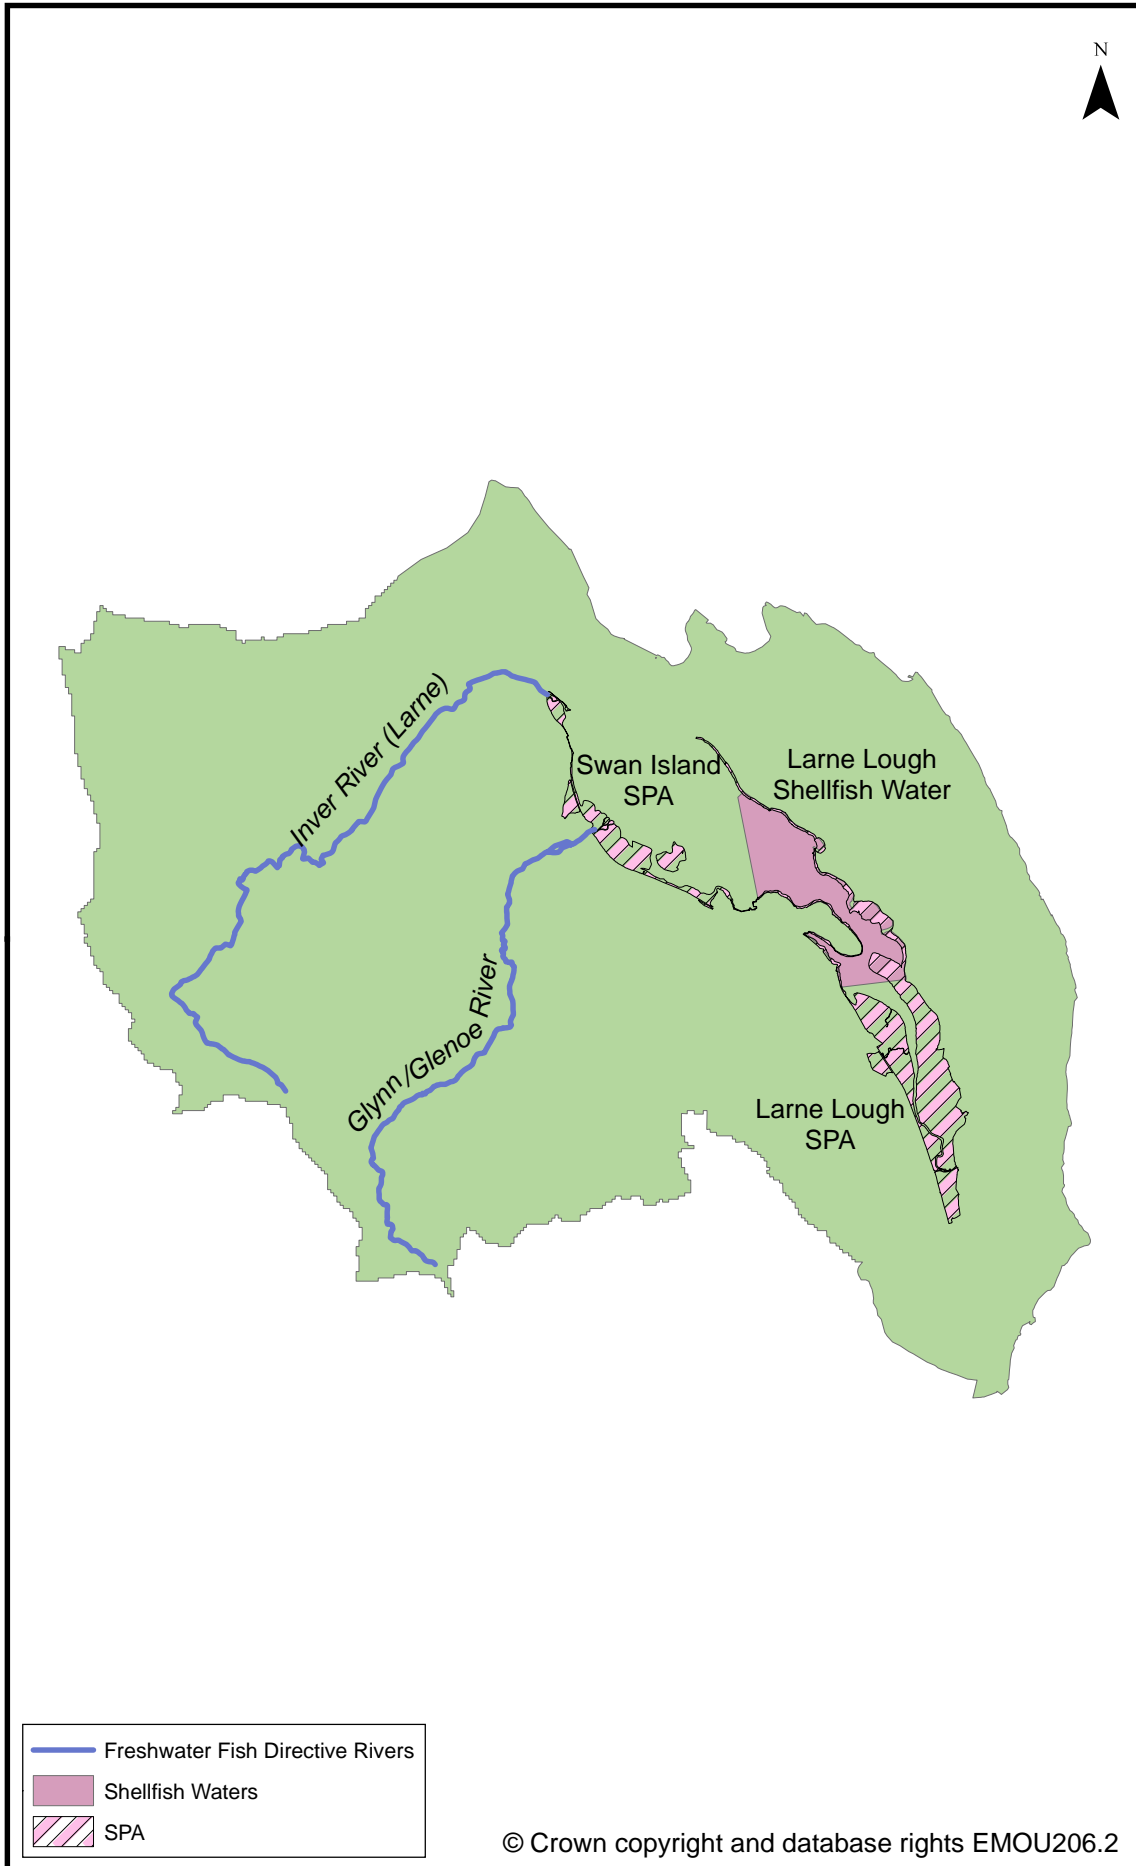 N
Inver River (Larne)
Swan Island
SPA
Larne Lough
Shellfish Water
Glynn/Glenoe River
Larne Lough
SPA
Freshwater Fish Directive Rivers
Shellfish Waters
SPA
© Crown copyright and database rights EMOU206.2